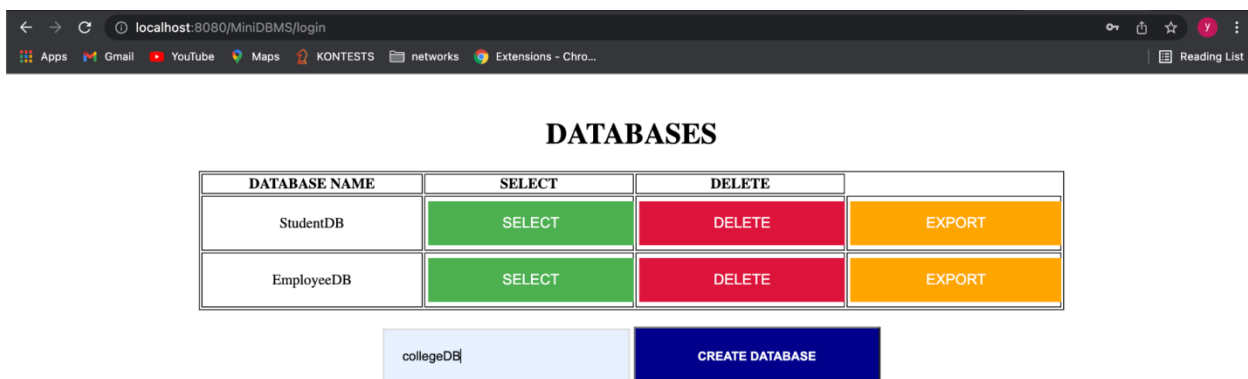 localhost:8080/MiniDBMS/login
y
Apps Gmail YouTube Maps KONTESTS networks Extensions - Chro...
Reading List
DATABASES
DATABASE NAME SELECT DELETE
StudentDB SELECT DELETE EXPORT
EmployeeDB SELECT DELETE EXPORT
collegeDB CREATE DATABASE